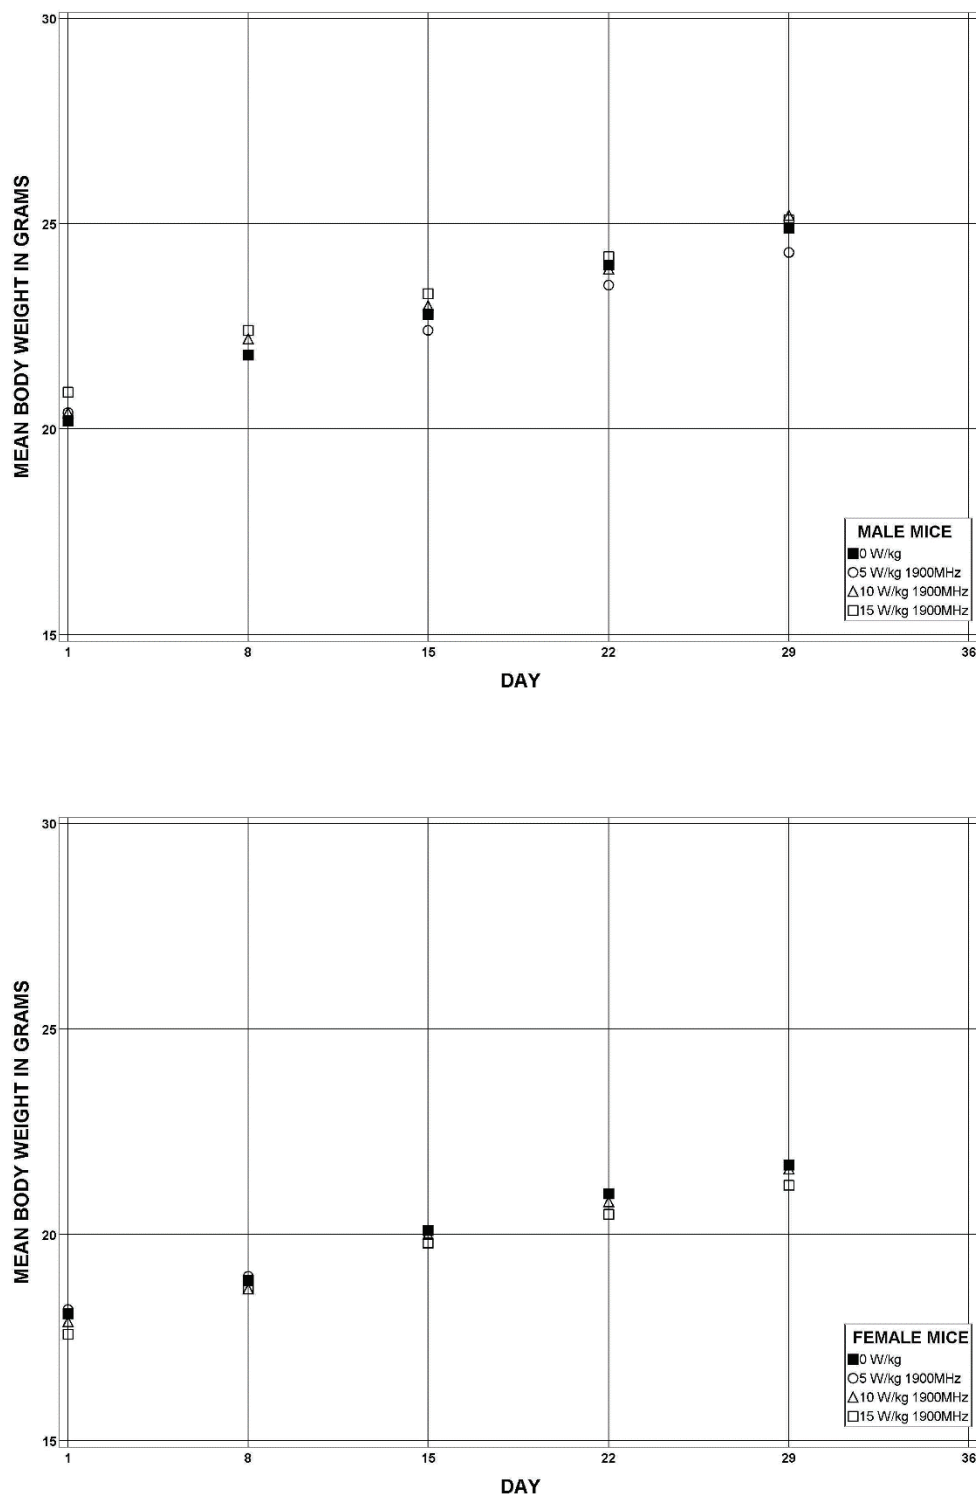 30
25
20
15
MEAN BODY WEIGHT IN GRAMS
MALE MICE
0 W/kg
5 W/kg 1900MHz
10 W/kg 1900MHz
15 W/kg 1900MHz
1 8 15 22 29 36
DAY
30
25
20
15
MEAN BODY WEIGHT IN GRAMS
FEMALE MICE
0 W/kg
5 W/kg 1900MHz
10 W/kg 1900MHz
15 W/kg 1900MHz
1 8 15 22 29 36
DAY